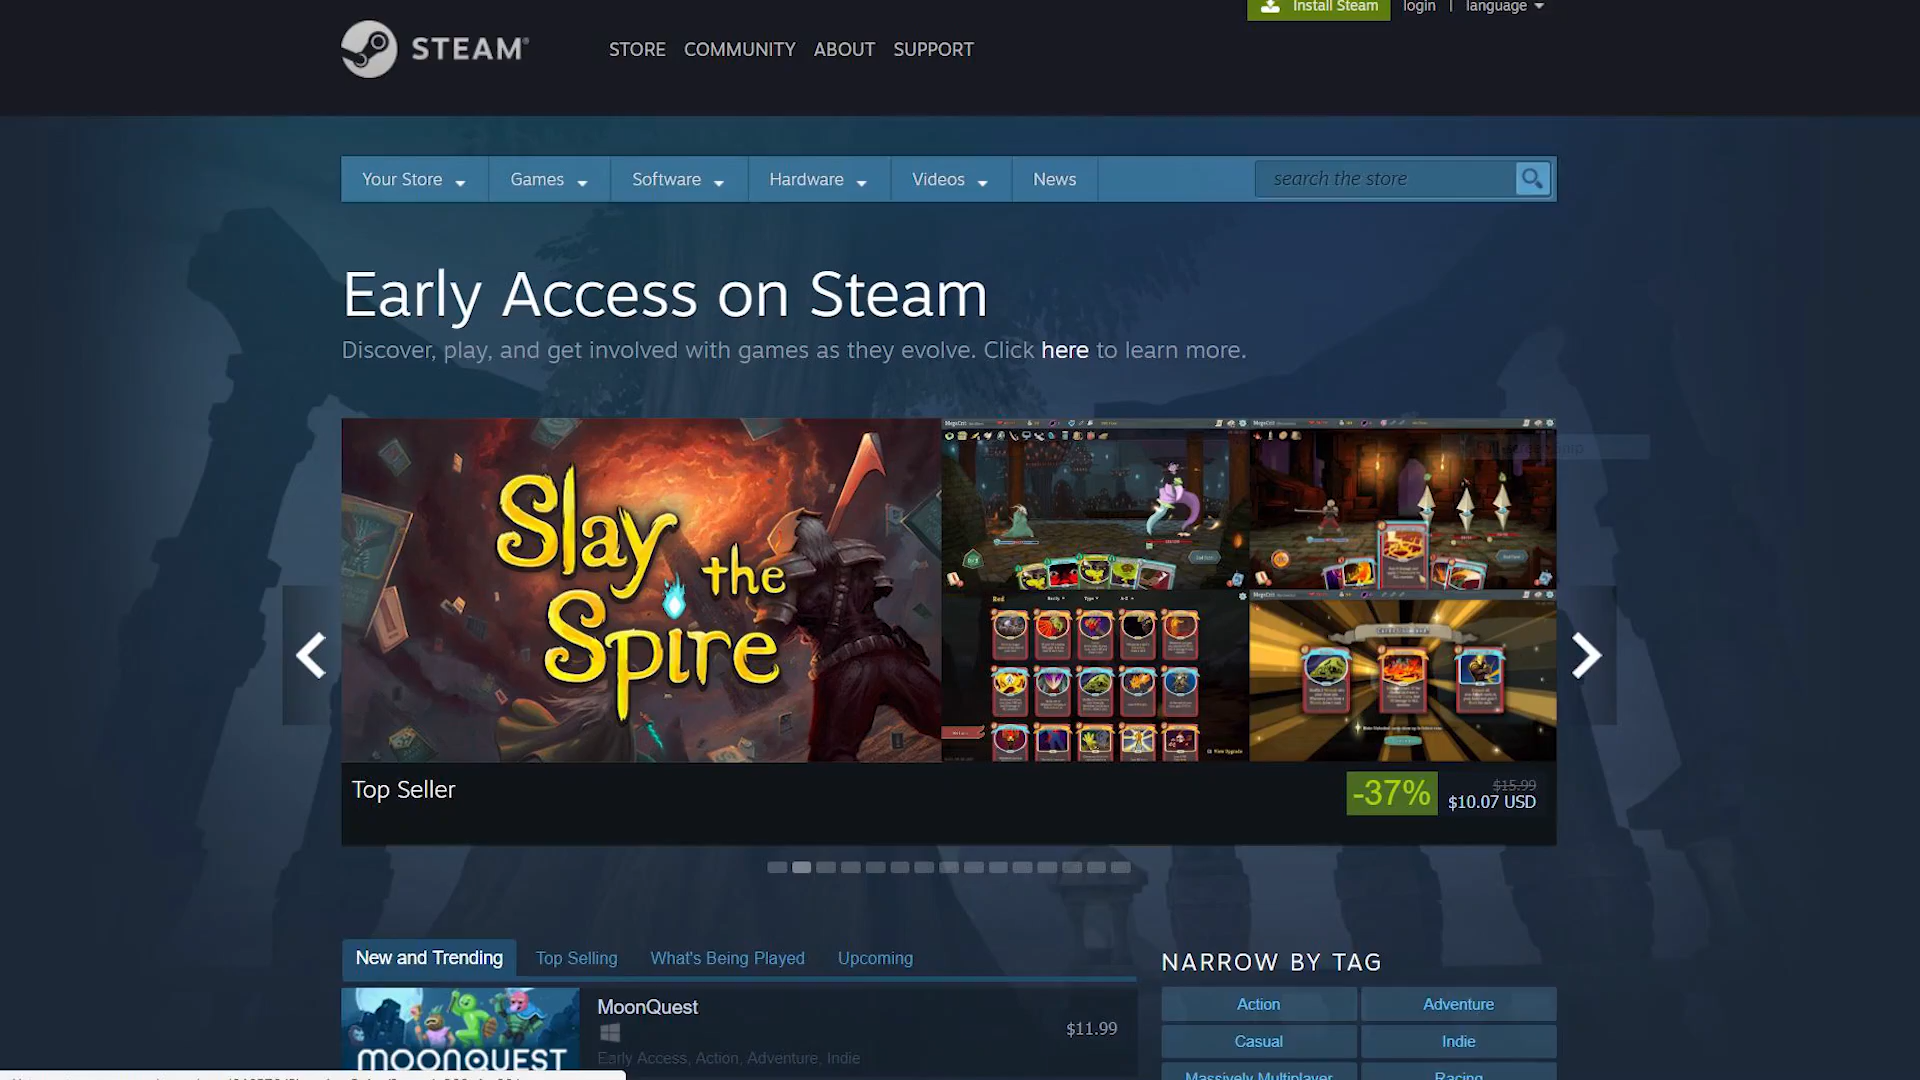 Install Steam login | language
STEAM®
STORE COMMUNITY ABOUT SUPPORT
Your Store Games Software Hardware Videos News
search the store
Early Access on Steam
Discover, play, and get involved with games as they evolve. Click here to learn more.
Slay
the
Spire
Top Seller
-37%
$15.99
$10.07 USD
New and Trending Top Selling What's Being Played Upcoming
NARROW BY TAG
MOONQUEST
MoonQuest
$11.99
Early Access, Action, Adventure, Indie
Action Adventure
Casual Indie
Massively Multiplayer Racing